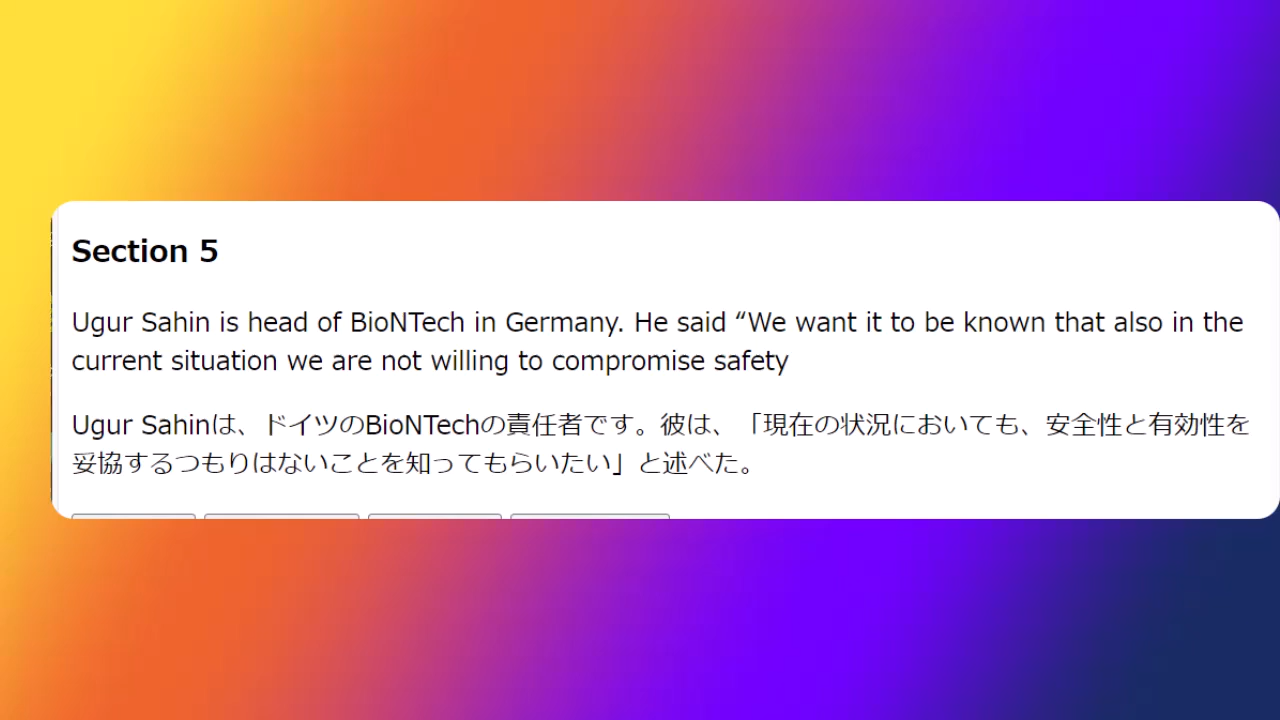 Section 5
Ugur Sahin is head of BioNTech in Germany. He said “We want it to be known that also in the
current situation we are not willing to compromise safety
Ugur Sahinは、ドイツのBioNTechの責任者です。彼は、「現在の状況においても、安全性と有効性を
妥協するつもりはないことを知ってもらいたい」と述べた。